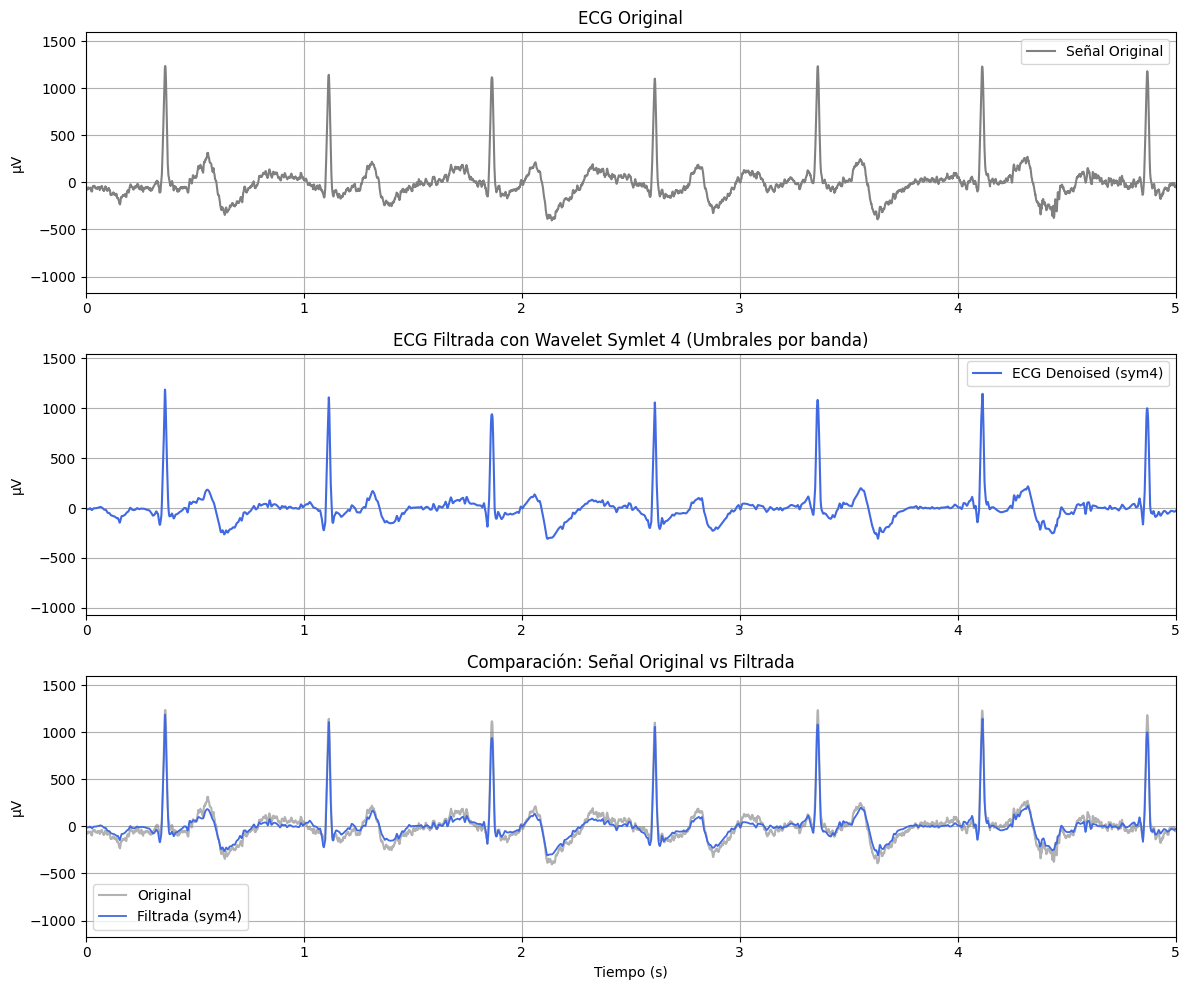 ECG Original
1500
1000
500
0
−500
−1000
µV
Señal Original
0 1 2 3 4 5
ECG Filtrada con Wavelet Symlet 4 (Umbrales por banda)
1500
1000
500
0
−500
−1000
µV
ECG Denoised (sym4)
0 1 2 3 4 5
Comparación: Señal Original vs Filtrada
1500
1000
500
0
−500
−1000
µV
Original
Filtrada (sym4)
0 1 2 3 4 5
Tiempo (s)